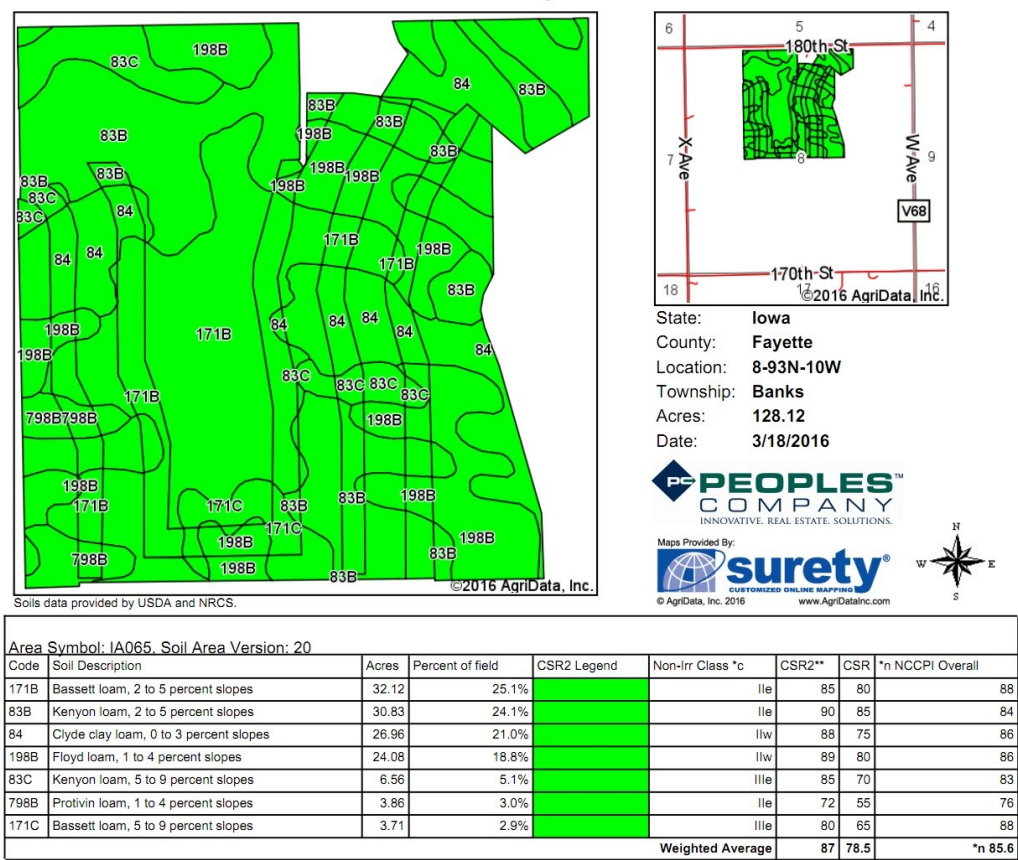 198B
83C
84
83B
83B
83B
83B
198B
83B
198B
198B
83B
83B
198B
83C
83C
84
171B
198B
84
84
171B
83B
84
84
84
198B
171B
84
84
198B
83C
83C
83C
83C
171B
798B
798B
198B
198B
83B
198B
171B
171C
83B
171C
198B
198B
83B
798B
198B
83B
©2016 AgriData, Inc.
Soils data provided by USDA and NRCS.
6
5
4
180th St
7
X Ave
8
W Ave
9
V68
170th St
18
17
16
©2016 AgriData, Inc.
State: Iowa
County: Fayette
Location: 8-93N-10W
Township: Banks
Acres: 128.12
Date: 3/18/2016
PC PEOPLES™
COMPANY
INNOVATIVE. REAL ESTATE. SOLUTIONS.
Maps Provided By:
surety®
CUSTOMIZED ONLINE MAPPING
© AgriData, Inc. 2016 www.AgriDataInc.com
N
W E
S
Area Symbol: IA065, Soil Area Version: 20
Code Soil Description Acres Percent of field CSR2 Legend Non-Irr Class *c CSR2** CSR *n NCCPI Overall
171B Bassett loam, 2 to 5 percent slopes 32.12 25.1% IIe 85 80 88
83B Kenyon loam, 2 to 5 percent slopes 30.83 24.1% IIe 90 85 84
84 Clyde clay loam, 0 to 3 percent slopes 26.96 21.0% IIw 88 75 86
198B Floyd loam, 1 to 4 percent slopes 24.08 18.8% IIw 89 80 86
83C Kenyon loam, 5 to 9 percent slopes 6.56 5.1% IIIe 85 70 83
798B Protivin loam, 1 to 4 percent slopes 3.86 3.0% IIe 72 55 76
171C Bassett loam, 5 to 9 percent slopes 3.71 2.9% IIIe 80 65 88
Weighted Average 87 78.5 *n 85.6